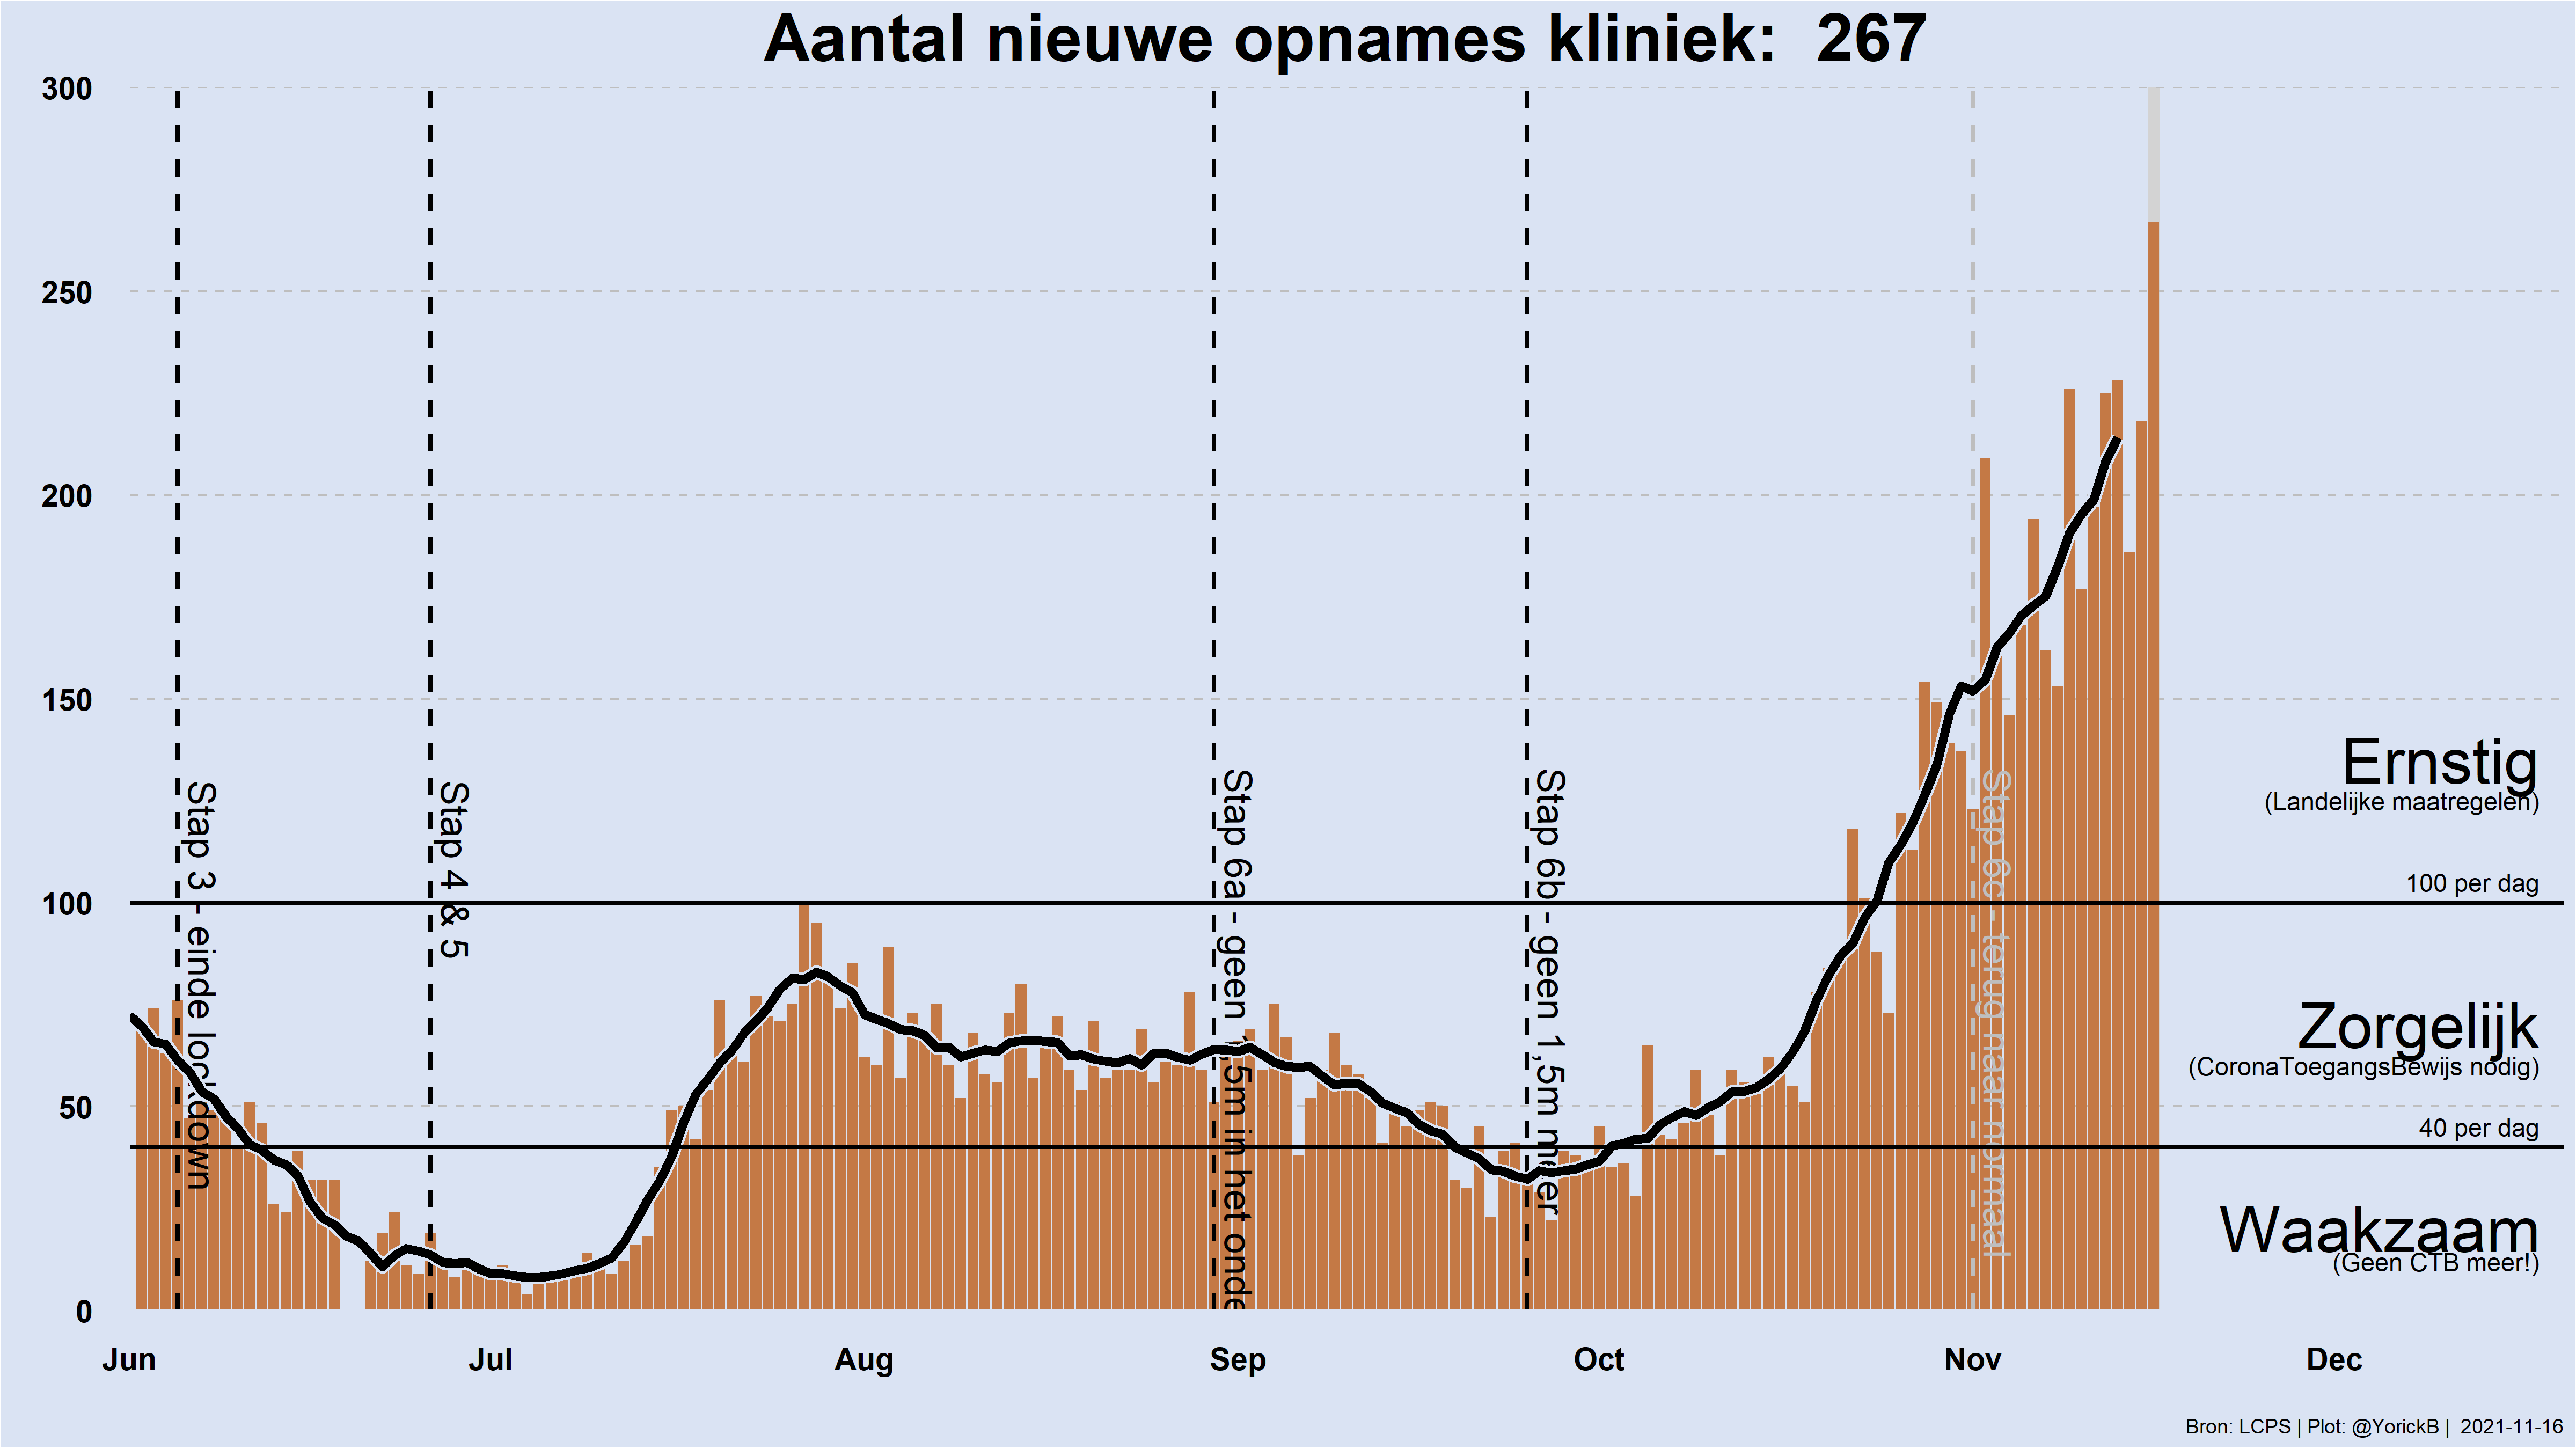 Aantal nieuwe opnames kliniek: 267
300
250
200
150
100
50
0
Stap 3 - einde lockdown
Stap 4 & 5
Stap 6a - geen 1,5m in het onde
Stap 6b - geen 1,5m meer
Stap 6c - terug naar normaal
Ernstig
(Landelijke maatregelen)
100 per dag
Zorgelijk
(CoronaToegangsBewijs nodig)
40 per dag
Waakzaam
(Geen CTB meer!)
Jun Jul Aug Sep Oct Nov Dec
Bron: LCPS | Plot: @YorickB | 2021-11-16